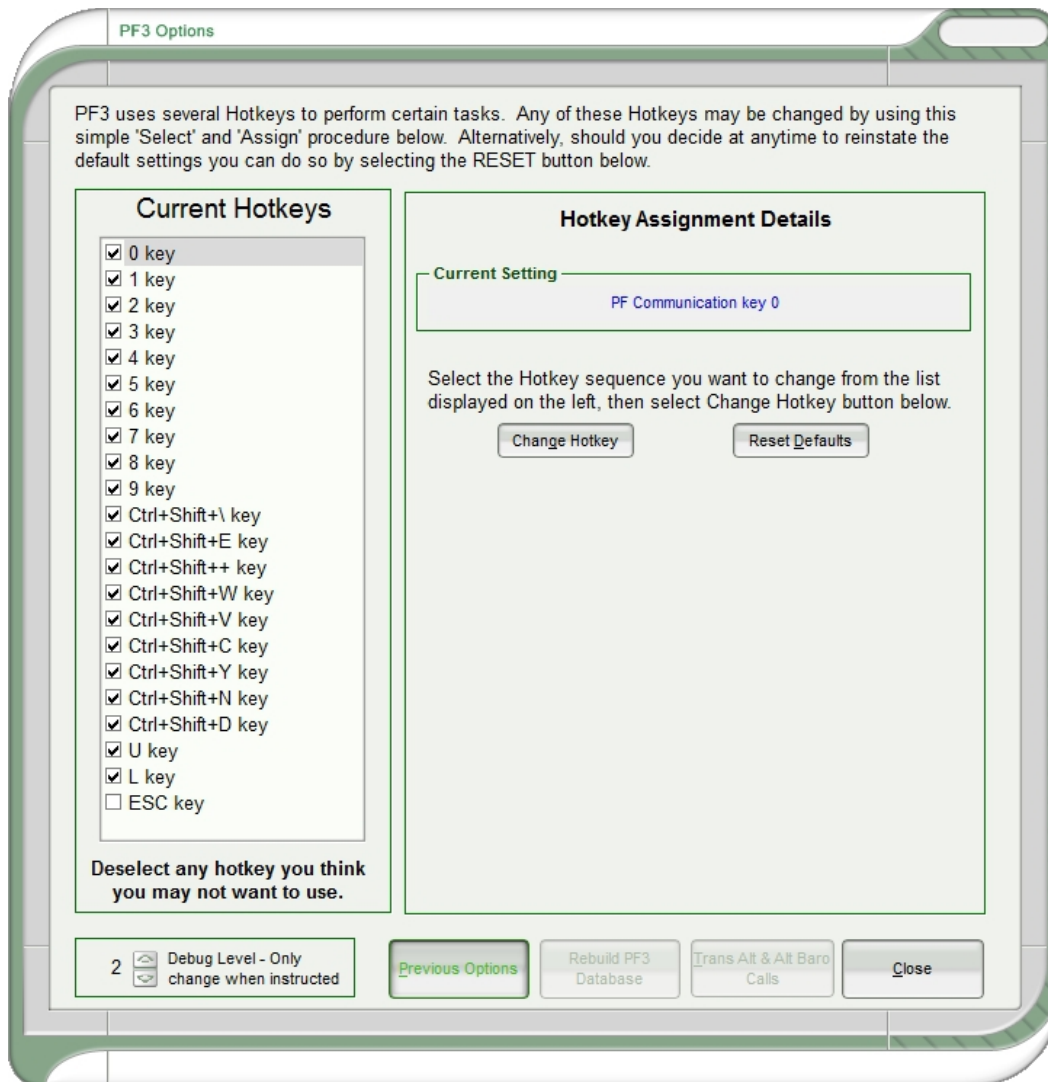 PF3 Options
PF3 uses several Hotkeys to perform certain tasks. Any of these Hotkeys may be changed by using this
simple 'Select' and 'Assign' procedure below. Alternatively, should you decide at anytime to reinstate the
default settings you can do so by selecting the RESET button below.
Current Hotkeys
0 key
1 key
2 key
3 key
4 key
5 key
6 key
7 key
8 key
9 key
Ctrl+Shift+\ key
Ctrl+Shift+E key
Ctrl+Shift++ key
Ctrl+Shift+W key
Ctrl+Shift+V key
Ctrl+Shift+C key
Ctrl+Shift+Y key
Ctrl+Shift+N key
Ctrl+Shift+D key
U key
L key
ESC key
Deselect any hotkey you think
you may not want to use.
Hotkey Assignment Details
Current Setting
PF Communication key 0
Select the Hotkey sequence you want to change from the list
displayed on the left, then select Change Hotkey button below.
Change Hotkey
Reset Defaults
2
Debug Level - Only
change when instructed
Previous Options
Rebuild PF3
Database
Trans Alt & Alt Baro
Calls
Close